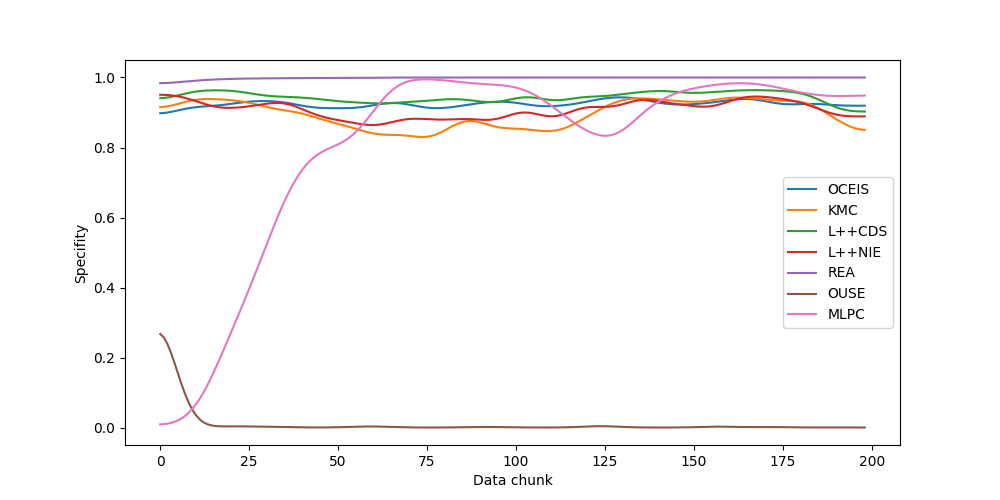 1.0
0.8
0.6
0.4
0.2
0.0
Specifity
0
25
50
75
100
125
150
175
200
Data chunk
OCEIS
KMC
L++CDS
L++NIE
REA
OUSE
MLPC